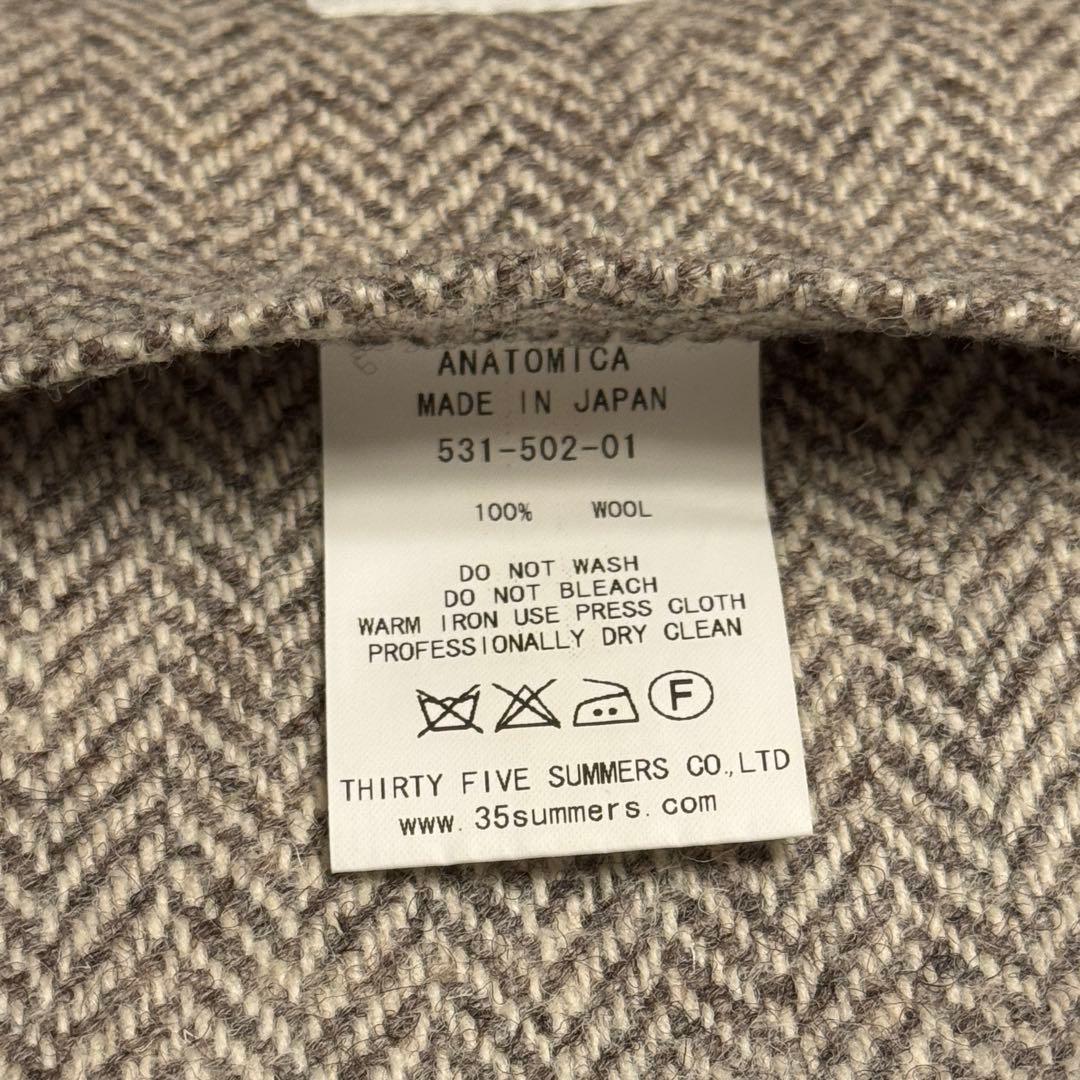 ANATOMICA
MADE IN JAPAN
531-502-01
100% WOOL
DO NOT WASH
DO NOT BLEACH
WARM IRON USE PRESS CLOTH
PROFESSIONALLY DRY CLEAN
F
THIRTY FIVE SUMMERS CO.,LTD
www.35summers.com